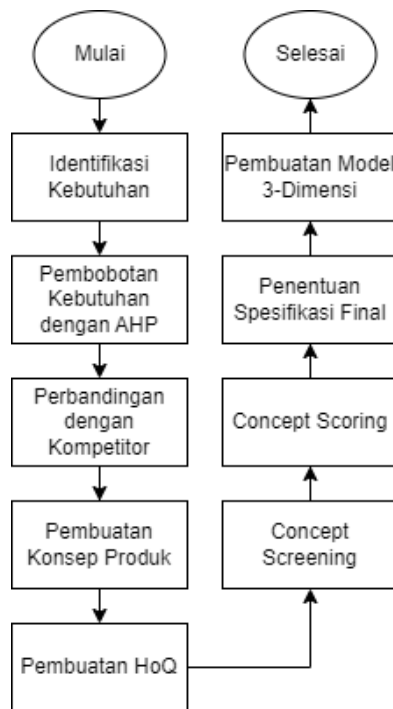 Mulai
Identifikasi
Kebutuhan
Pembobotan
Kebutuhan
dengan AHP
Perbandingan
dengan
Kompetitor
Pembuatan
Konsep Produk
Pembuatan HoQ
Concept
Screening
Concept Scoring
Penentuan
Spesifikasi Final
Pembuatan Model
3-Dimensi
Selesai